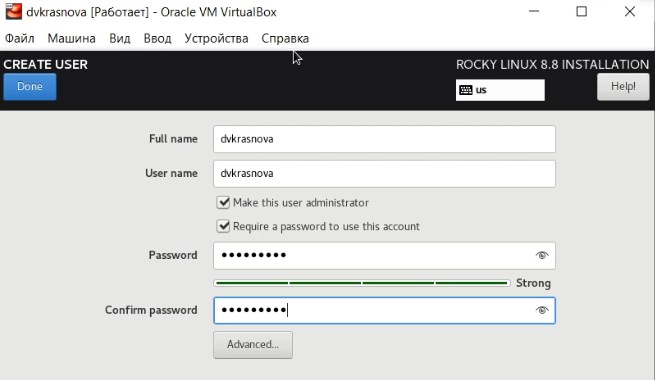 dvkrasnova [Работает] - Oracle VM VirtualBox
Файл Машина Вид Ввод Устройства Справка
CREATE USER
ROCKY LINUX 8.8 INSTALLATION
Done
us
Help!
Full name
dvkrasnova
User name
dvkrasnova
Make this user administrator
Require a password to use this account
Password
●●●●●●●●●
Strong
Confirm password
●●●●●●●●●
Advanced...